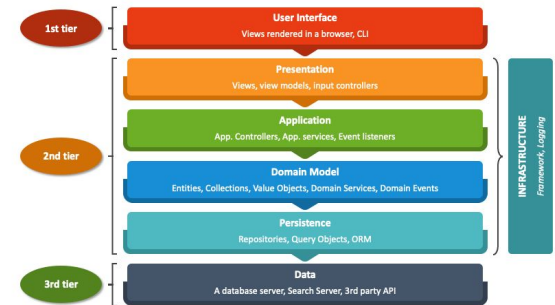 1st tier
User Interface
Views rendered in a browser, CLI
Presentation
Views, view models, input controllers
Application
App. Controllers, App. services, Event listeners
2nd tier
Domain Model
Entities, Collections, Value Objects, Domain Services, Domain Events
Persistence
Repositories, Query Objects, ORM
INFRASTRUCTURE
Framework, Logging
3rd tier
Data
A database server, Search Server, 3rd party API